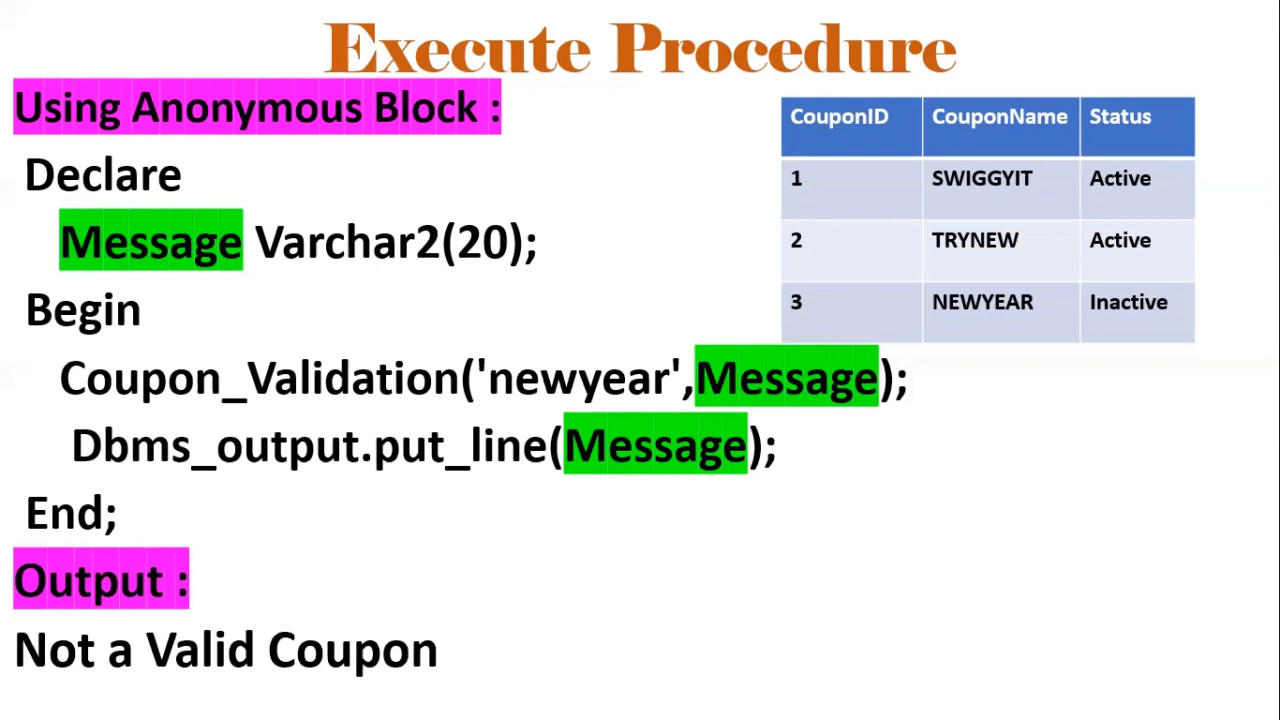 Execute Procedure
Using Anonymous Block :
Declare
Message Varchar2(20);
Begin
Coupon_Validation('newyear',Message);
Dbms_output.put_line(Message);
End;
Output :
Not a Valid Coupon
CouponID CouponName Status
1 SWIGGYIT Active
2 TRYNEW Active
3 NEWYEAR Inactive